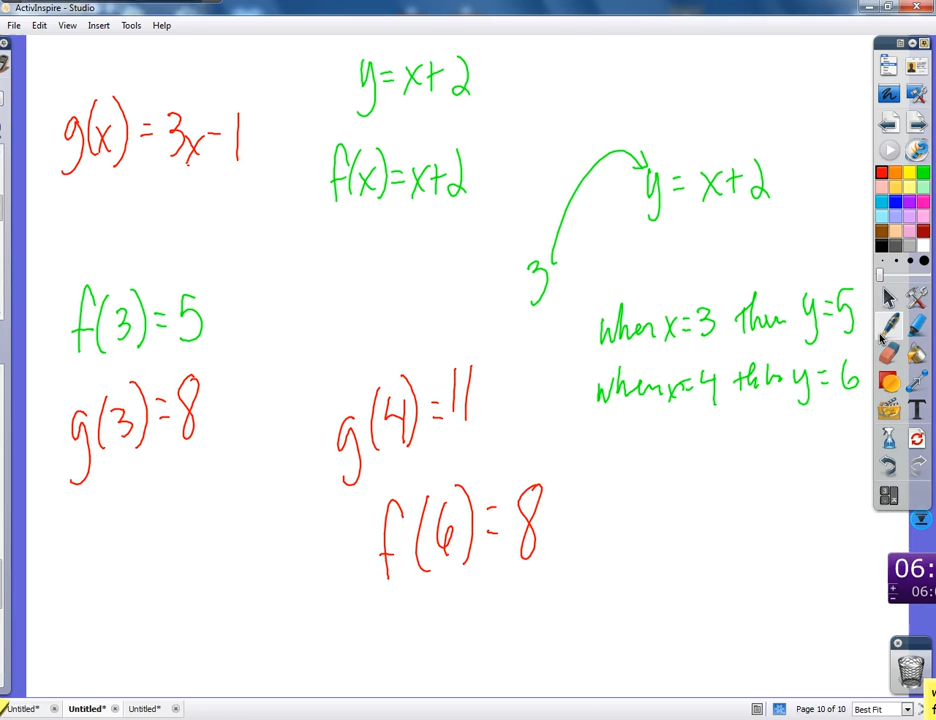 ActivInspire - Studio
File Edit View Insert Tools Help
y=x+2
g(x)=3x-1
f(x)=x+2
y=x+2
3
f(3)=5
when x=3 then y=5
when x=4 then y=6
g(3)=8
g(4)=11
f(6)=8
06:
06:
Untitled* Untitled* Untitled* Page 10 of 10 Best Fit